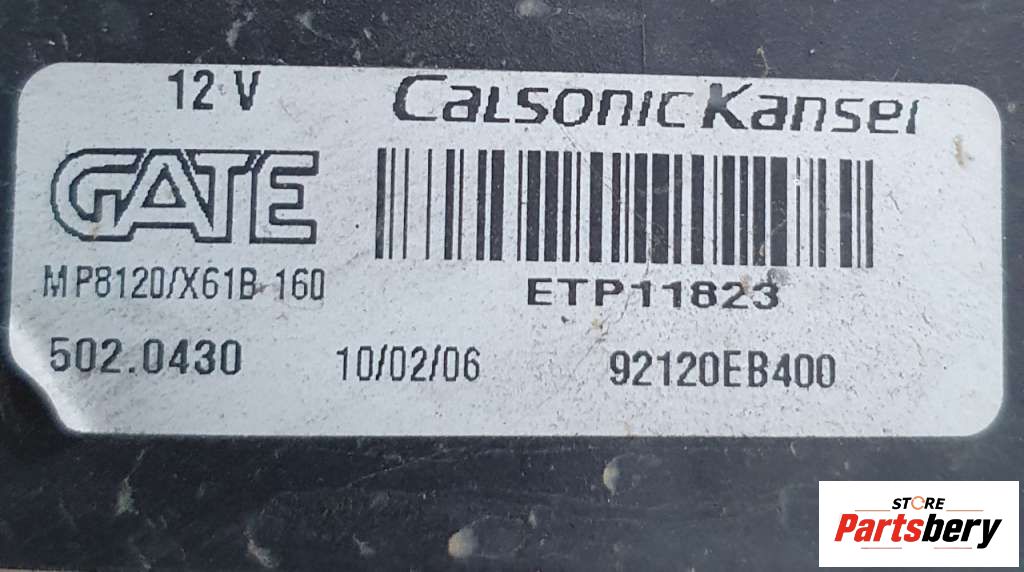 12 V CALSONIC Kansei
GATE
MP8120/X61B 160
ETP11823
502.0430 10/02/06 92120EB400
STORE
Partsbery